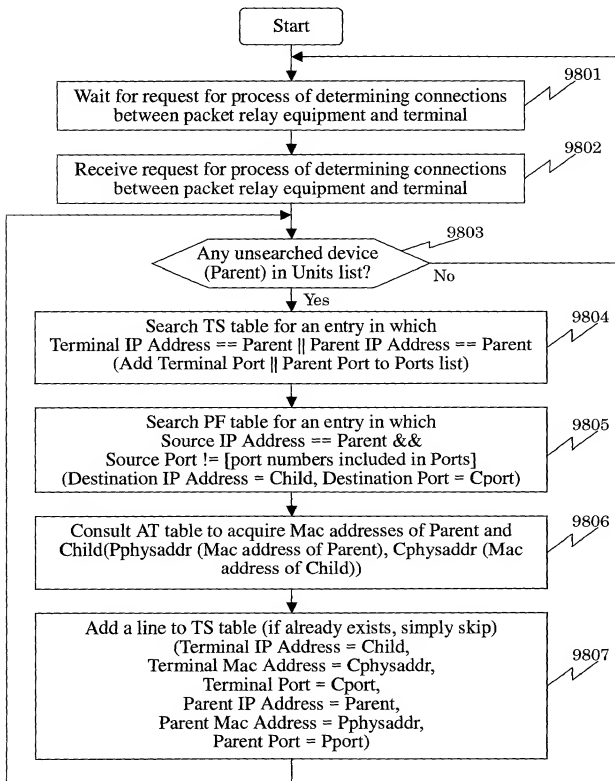 Start
9801
Wait for request for process of determining connections
between packet relay equipment and terminal
9802
Receive request for process of determining connections
between packet relay equipment and terminal
9803
Any unsearched device
(Parent) in Units list?
No
Yes
9804
Search TS table for an entry in which
Terminal IP Address == Parent || Parent IP Address == Parent
(Add Terminal Port || Parent Port to Ports list)
9805
Search PF table for an entry in which
Source IP Address == Parent &&
Source Port != [port numbers included in Ports]
(Destination IP Address = Child, Destination Port = Cport)
9806
Consult AT table to acquire Mac addresses of Parent and
Child(Pphysaddr (Mac address of Parent), Cphysaddr (Mac
address of Child))
9807
Add a line to TS table (if already exists, simply skip)
(Terminal IP Address = Child,
Terminal Mac Address = Cphysaddr,
Terminal Port = Cport,
Parent IP Address = Parent,
Parent Mac Address = Pphysaddr,
Parent Port = Pport)